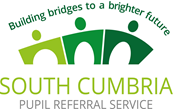 Building bridges to a brighter future
SOUTH CUMBRIA
PUPIL REFERRAL SERVICE